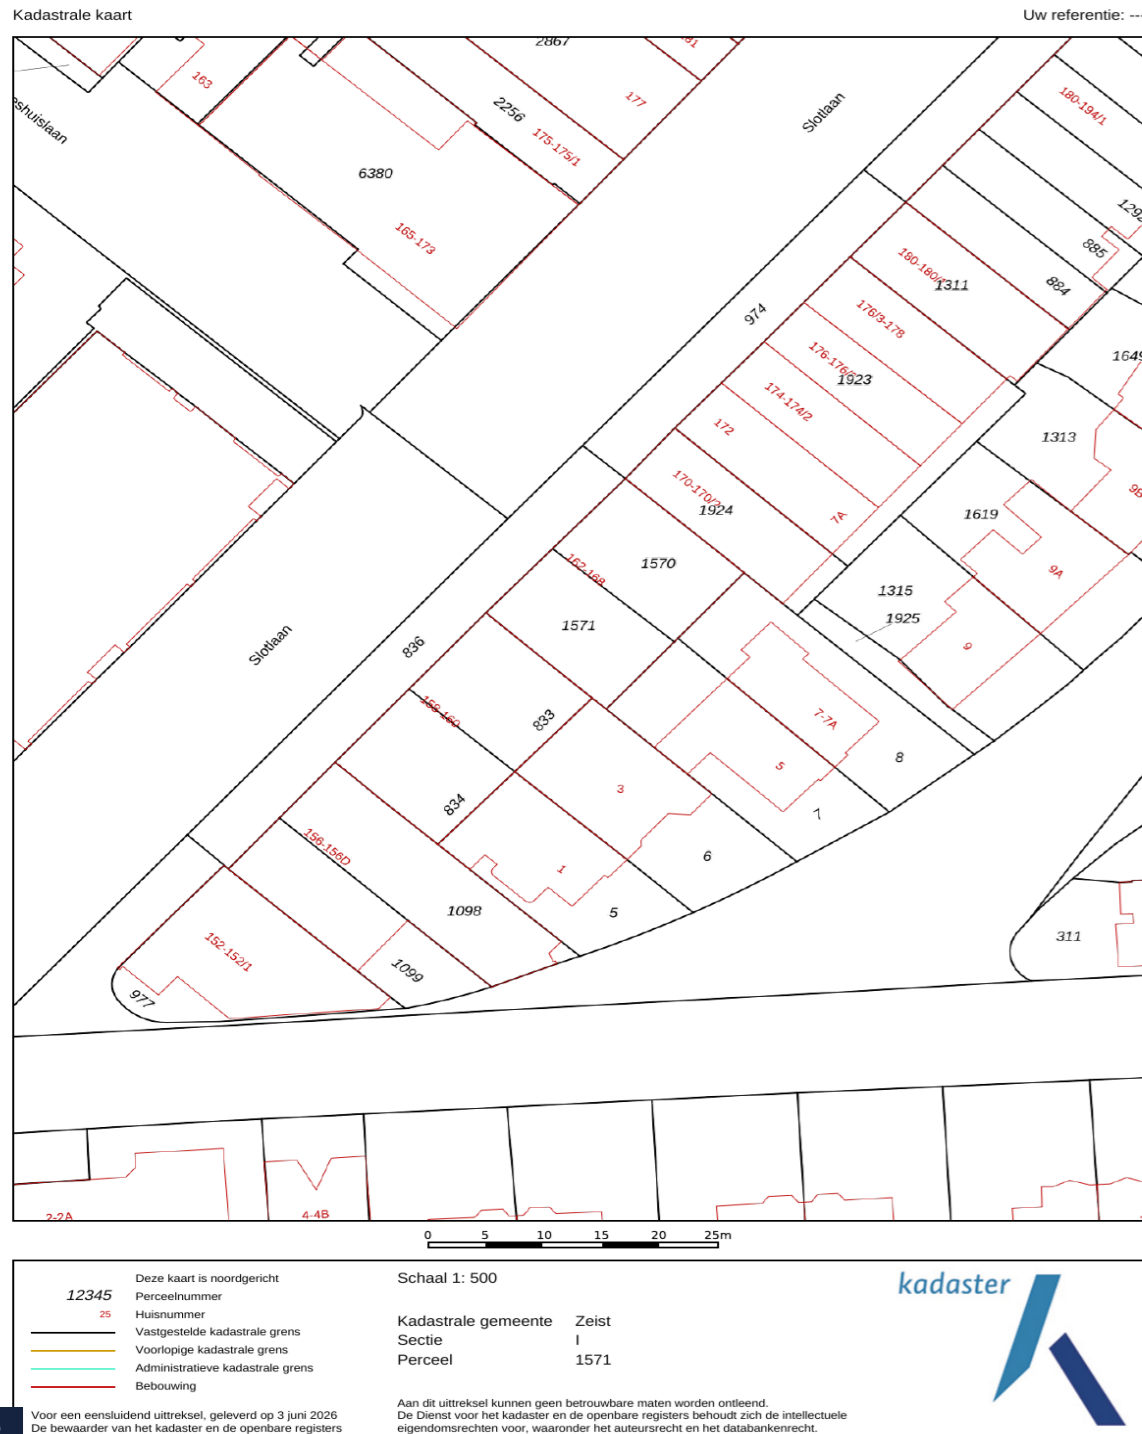 Kadastrale kaart
Uw referentie: ---
2867
181
163
177
2256
175-175/1
eshuislaan
6380
165-173
Slotlaan
180-194/1
1292
885
884
180-180/
1311
974
176/3-178
1649
176-176/
1923
174-174/2
172
1313
9B
170-170/2
1924
7A
1619
9A
162-168
1570
1315
1925
1571
9
836
Slotlaan
158-160
833
7-7A
8
5
3
834
7
156-156D
6
1
1098
5
152-152/1
1099
977
311
2-2A
4-4B
0 5 10 15 20 25m
Deze kaart is noordgericht
12345 Perceelnummer
25 Huisnummer
Vastgestelde kadastrale grens
Voorlopige kadastrale grens
Administratieve kadastrale grens
Bebouwing
Voor een eensluidend uittreksel, geleverd op 3 juni 2026
De bewaarder van het kadaster en de openbare registers
Schaal 1: 500
Kadastrale gemeente Zeist
Sectie I
Perceel 1571
Aan dit uittreksel kunnen geen betrouwbare maten worden ontleend.
De Dienst voor het kadaster en de openbare registers behoudt zich de intellectuele
eigendomsrechten voor, waaronder het auteursrecht en het databankenrecht.
kadaster